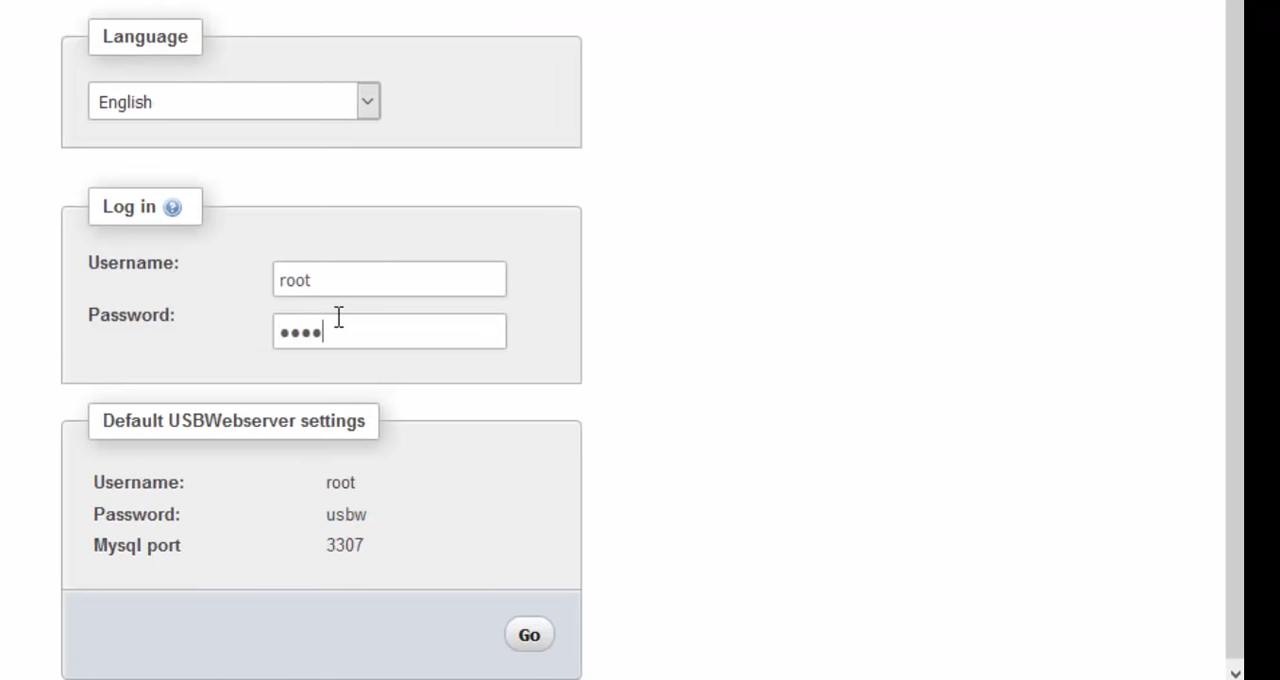 Language
English
Log in
Username:
root
Password:
••••
Default USBWebserver settings
Username: root
Password: usbw
Mysql port 3307
Go